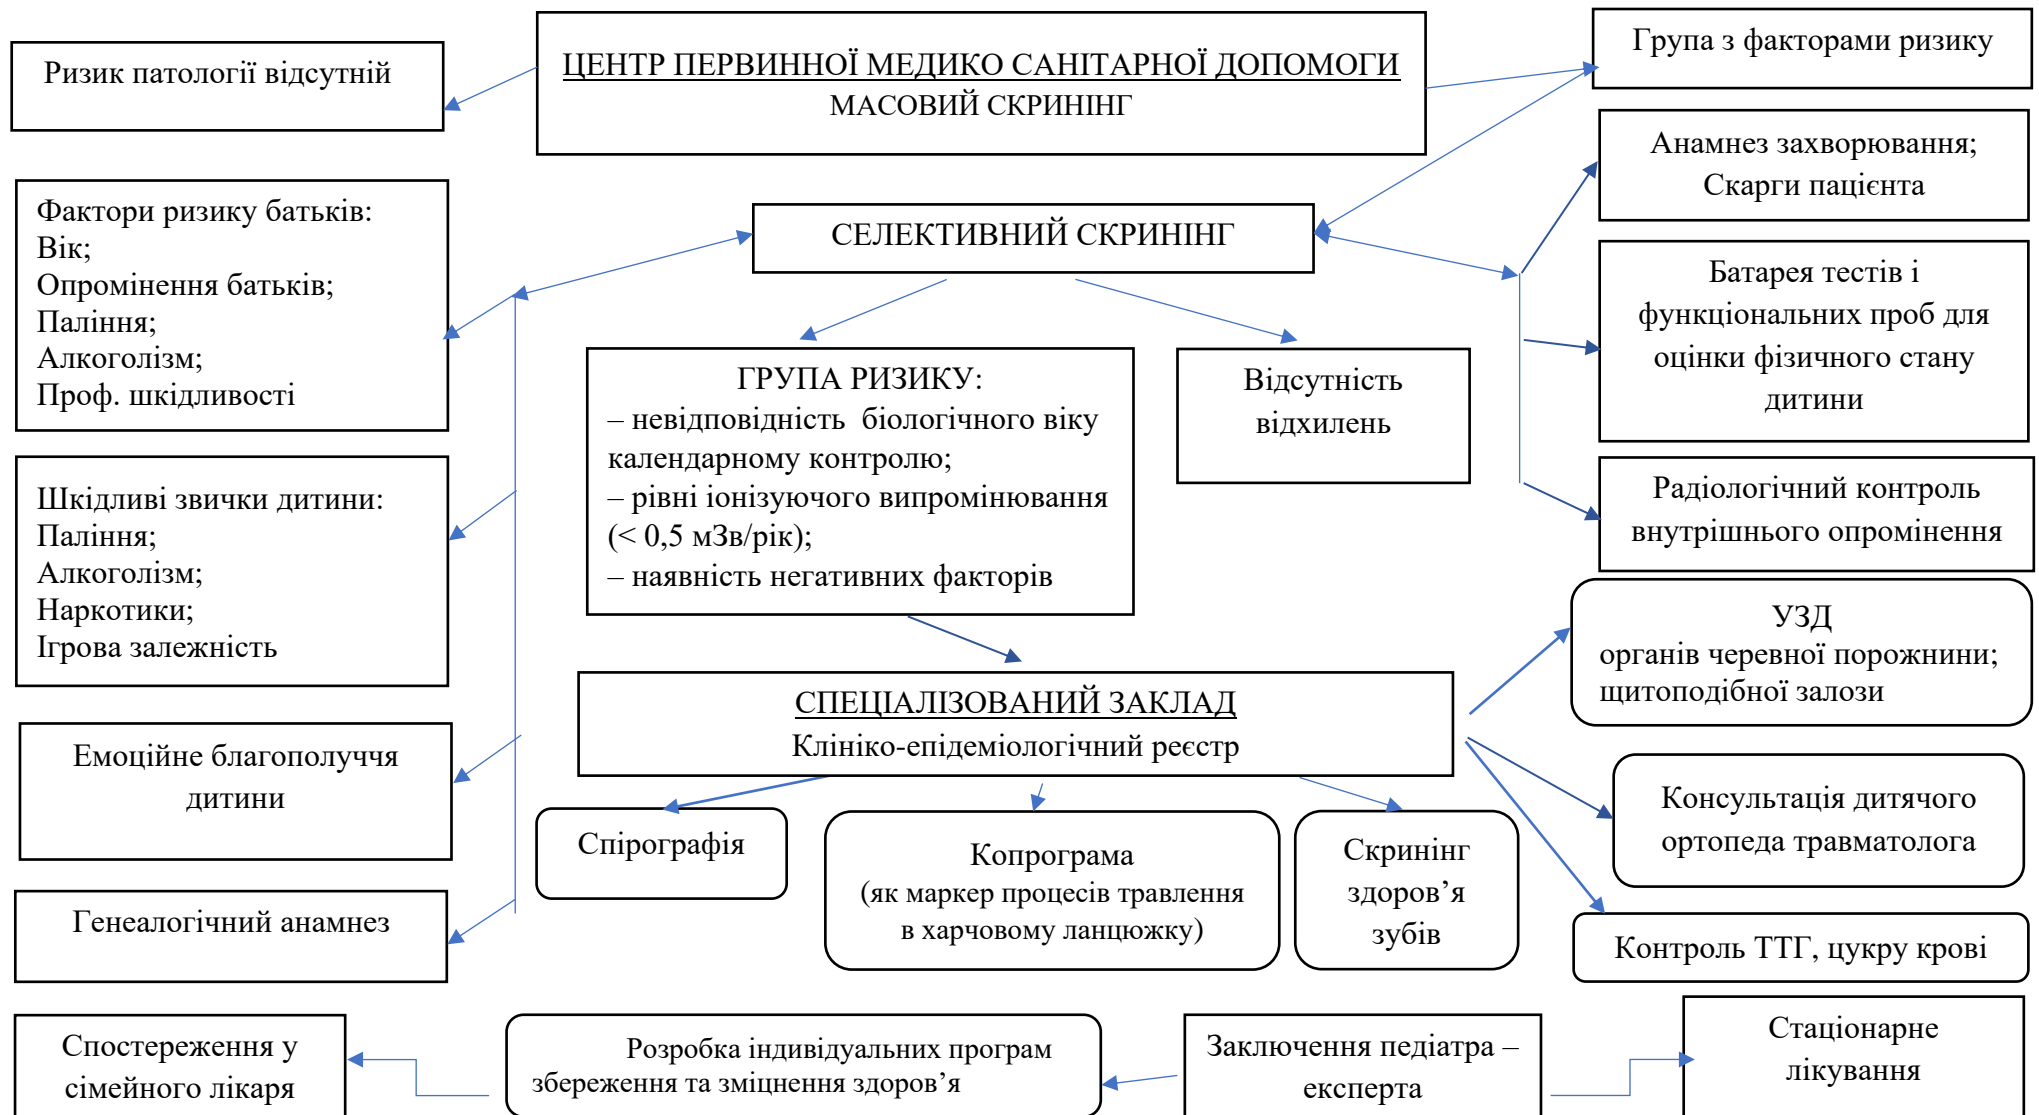 Ризик патології відсутній
ЦЕНТР ПЕРВИННОЇ МЕДИКО САНІТАРНОЇ ДОПОМОГИ
МАСОВИЙ СКРИНІНГ
Група з факторами ризику
Анамнез захворювання;
Скарги пацієнта
Фактори ризику батьків:
Вік;
Опромінення батьків;
Паління;
Алкоголізм;
Проф. шкідливості
СЕЛЕКТИВНИЙ СКРИНІНГ
Батарея тестів і
функціональних проб для
оцінки фізичного стану
дитини
ГРУПА РИЗИКУ:
– невідповідність біологічного віку
календарному контролю;
– рівні іонізуючого випромінювання
(< 0,5 мЗв/рік);
– наявність негативних факторів
Відсутність
відхилень
Радіологічний контроль
внутрішнього опромінення
Шкідливі звички дитини:
Паління;
Алкоголізм;
Наркотики;
Ігрова залежність
УЗД
органів черевної порожнини;
щитоподібної залози
СПЕЦІАЛІЗОВАНИЙ ЗАКЛАД
Клініко-епідеміологічний реєстр
Емоційне благополуччя
дитини
Консультація дитячого
ортопеда травматолога
Спірографія
Копрограма
(як маркер процесів травлення
в харчовому ланцюжку)
Скринінг
здоров’я
зубів
Генеалогічний анамнез
Контроль ТТГ, цукру крові
Спостереження у
сімейного лікаря
Розробка індивідуальних програм
збереження та зміцнення здоров’я
Заключення педіатра –
експерта
Стаціонарне
лікування